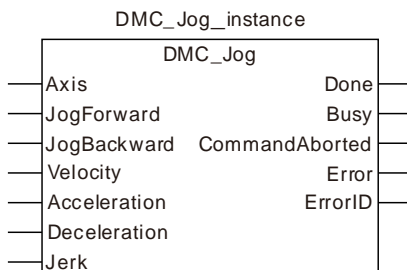 DMC_Jog_instance
DMC_Jog
Axis Done
JogForward Busy
JogBackward CommandAborted
Velocity Error
Acceleration ErrorID
Deceleration
Jerk